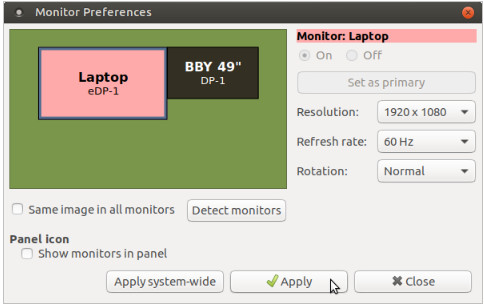 Monitor Preferences
Laptop
eDP-1
BBY 49"
DP-1
Monitor: Laptop
On Off
Set as primary
Resolution: 1920 x 1080
Refresh rate: 60 Hz
Rotation: Normal
Same image in all monitors Detect monitors
Panel icon
Show monitors in panel
Apply system-wide Apply Close